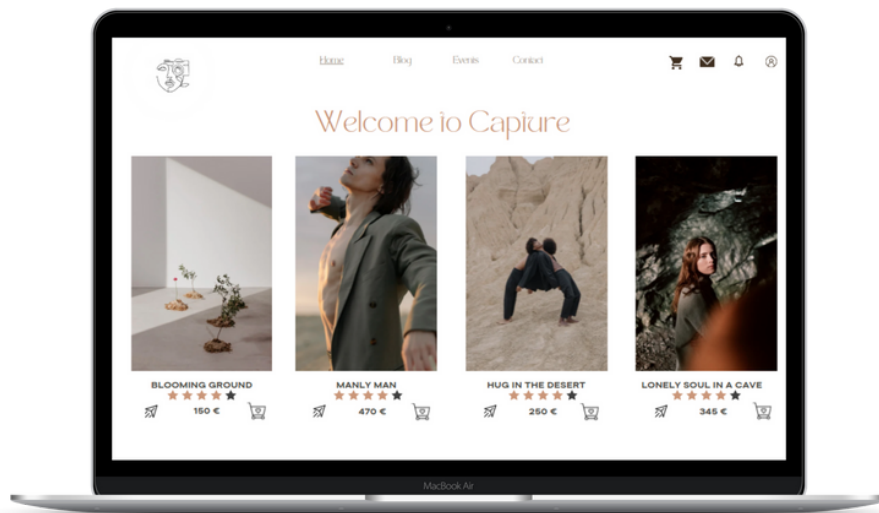 Home Blog Events Contact
Welcome to Capture
BLOOMING GROUND MANLY MAN HUG IN THE DESERT LONELY SOUL IN A CAVE
150 € 470 € 250 € 345 €
MacBook Air